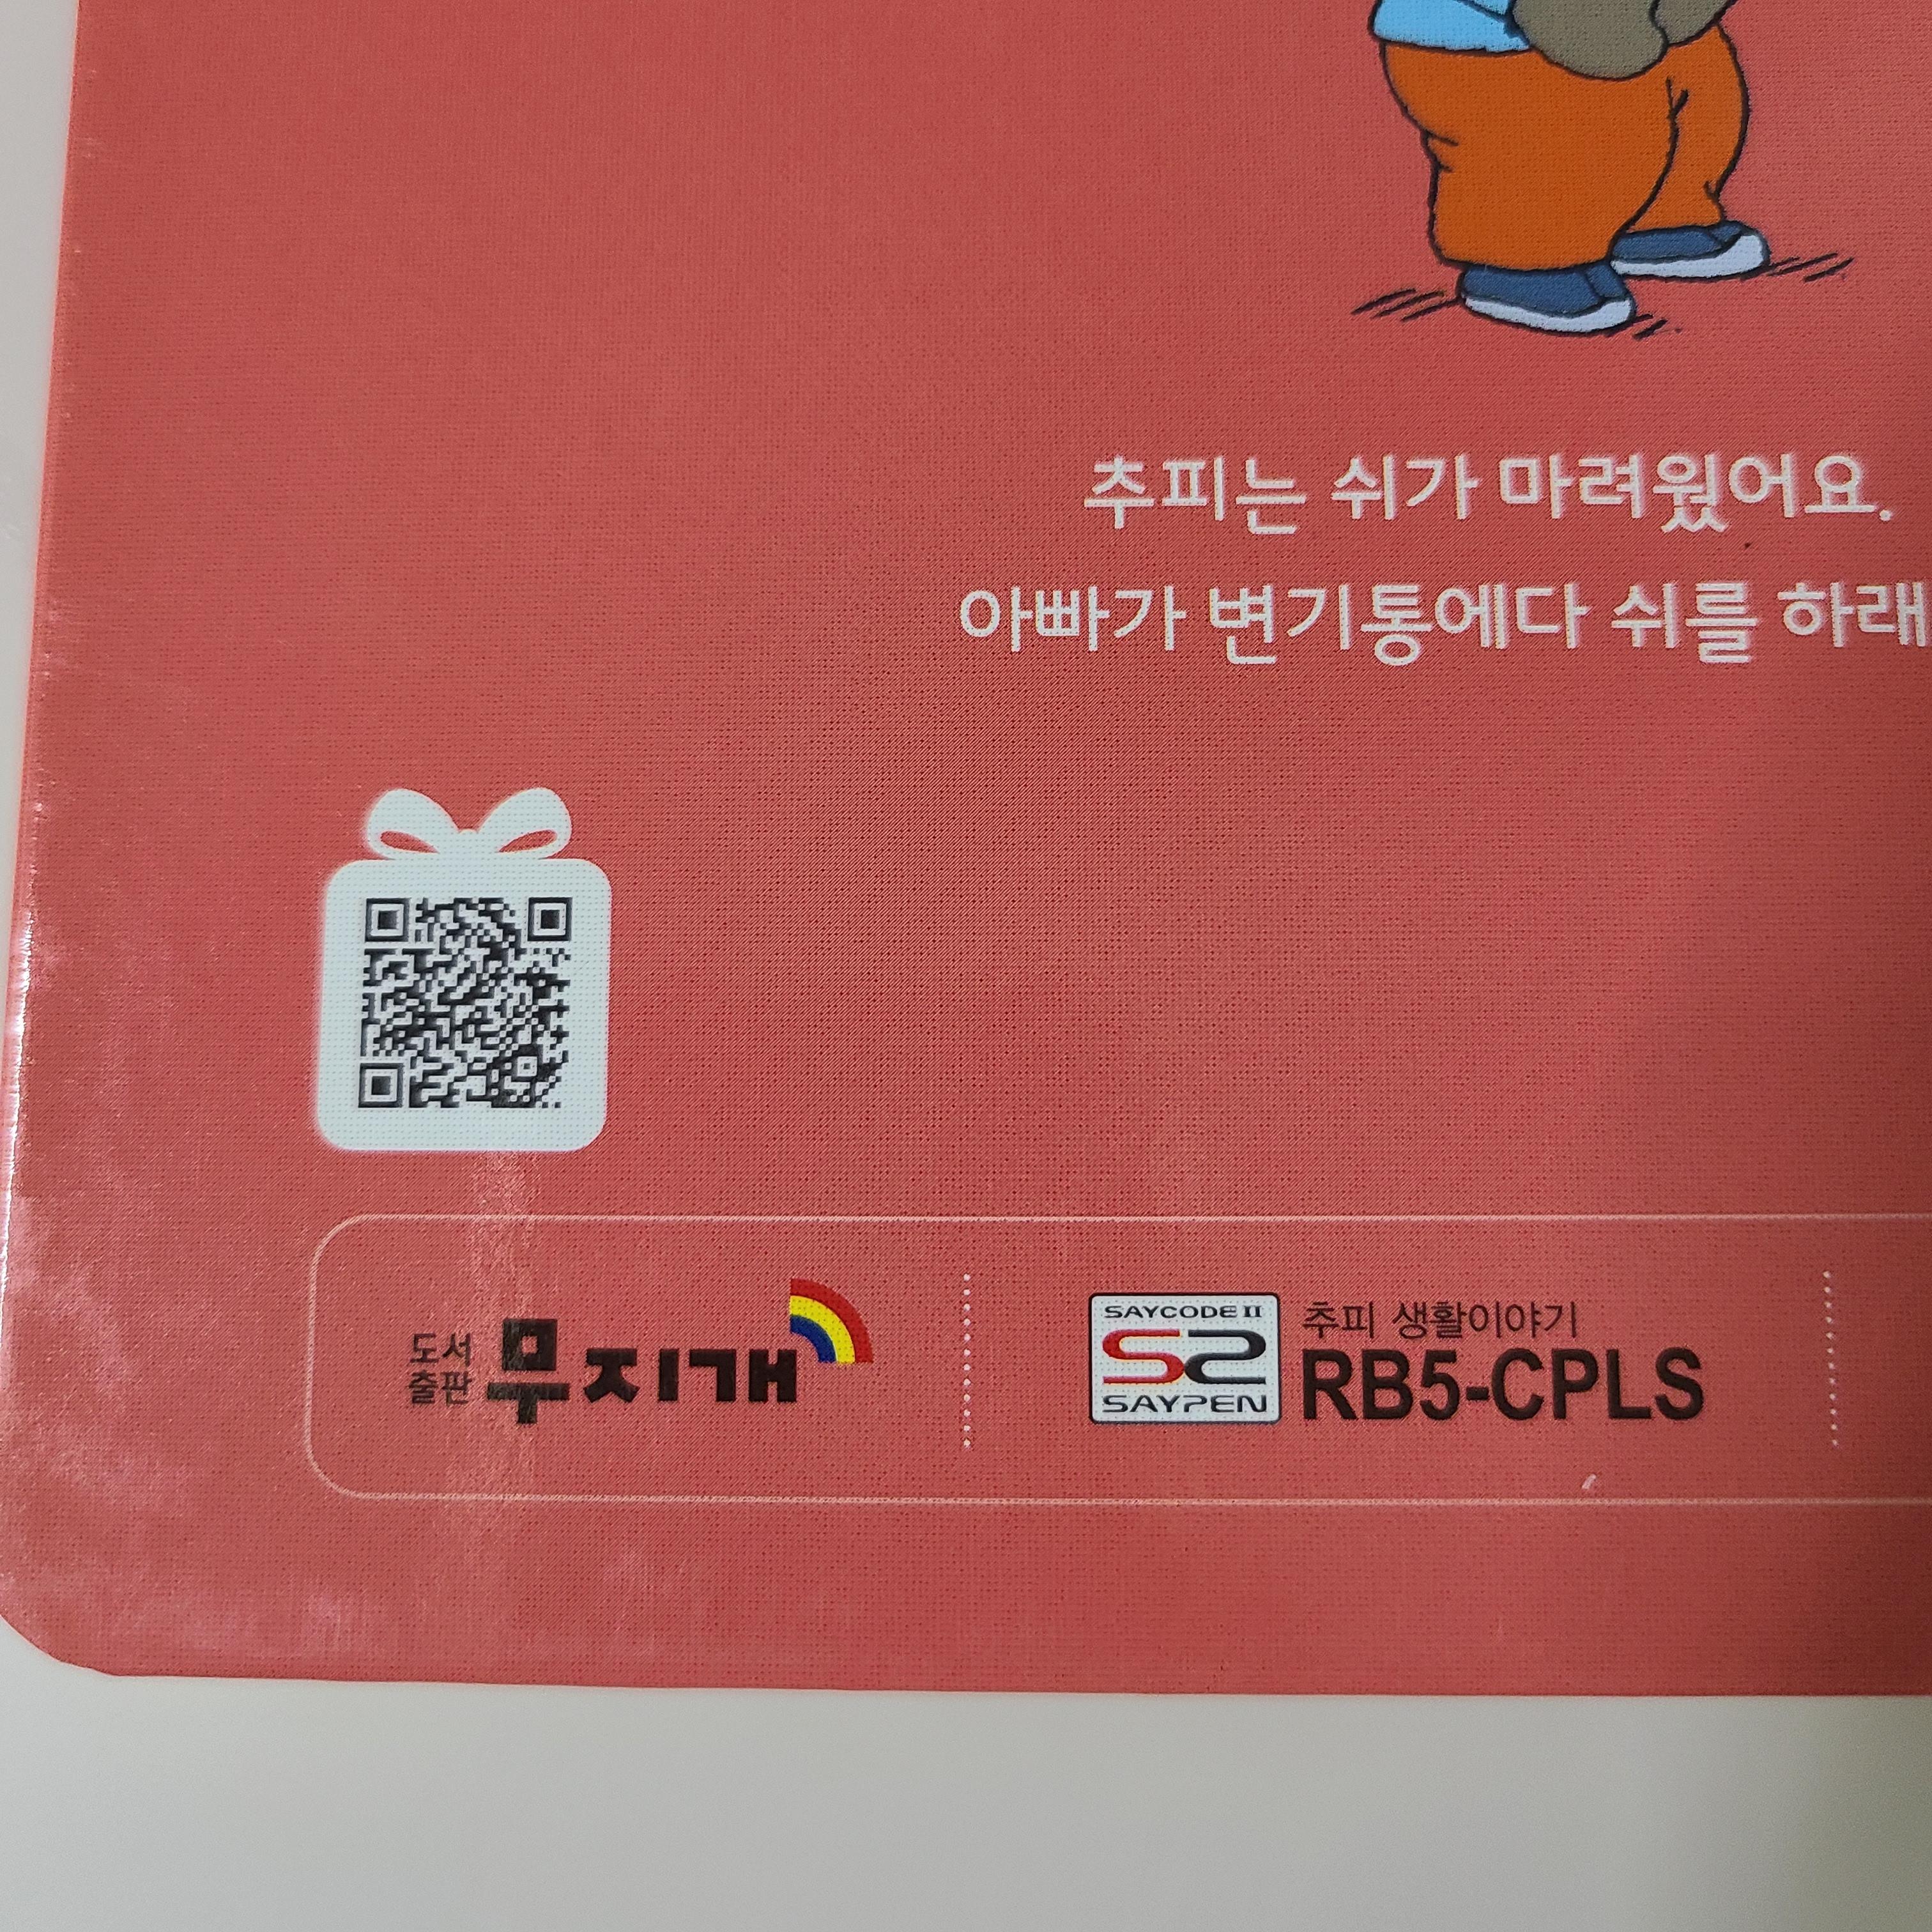 추피는 쉬가 마려웠어요.
아빠가 변기통에다 쉬를 하래
도서
출판 무지개
SAYCODE II
S2
SAYPEN
추피 생활이야기
RB5-CPLS